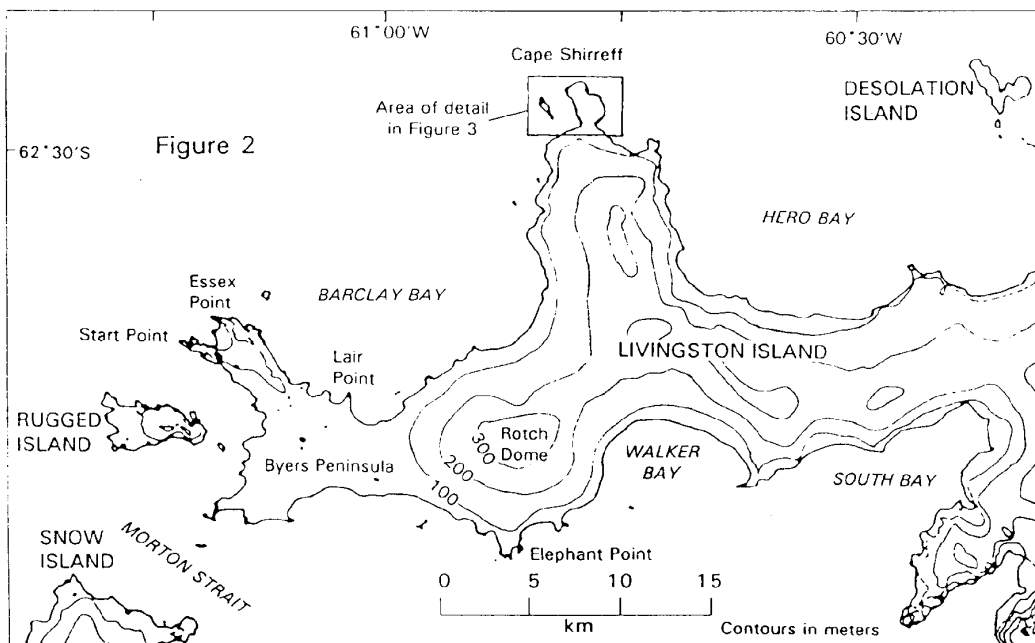 61°00'W
60°30'W
Cape Shirreff
DESOLATION
ISLAND
Area of detail
in Figure 3
62°30'S
Figure 2
HERO BAY
Essex
Point
BARCLAY BAY
Start Point
Lair
Point
LIVINGSTON ISLAND
RUGGED
ISLAND
Rotch
Dome
300
200
100
WALKER
BAY
Byers Peninsula
SOUTH BAY
SNOW
ISLAND
MORTON STRAIT
Elephant Point
0 5 10 15
km
Contours in meters